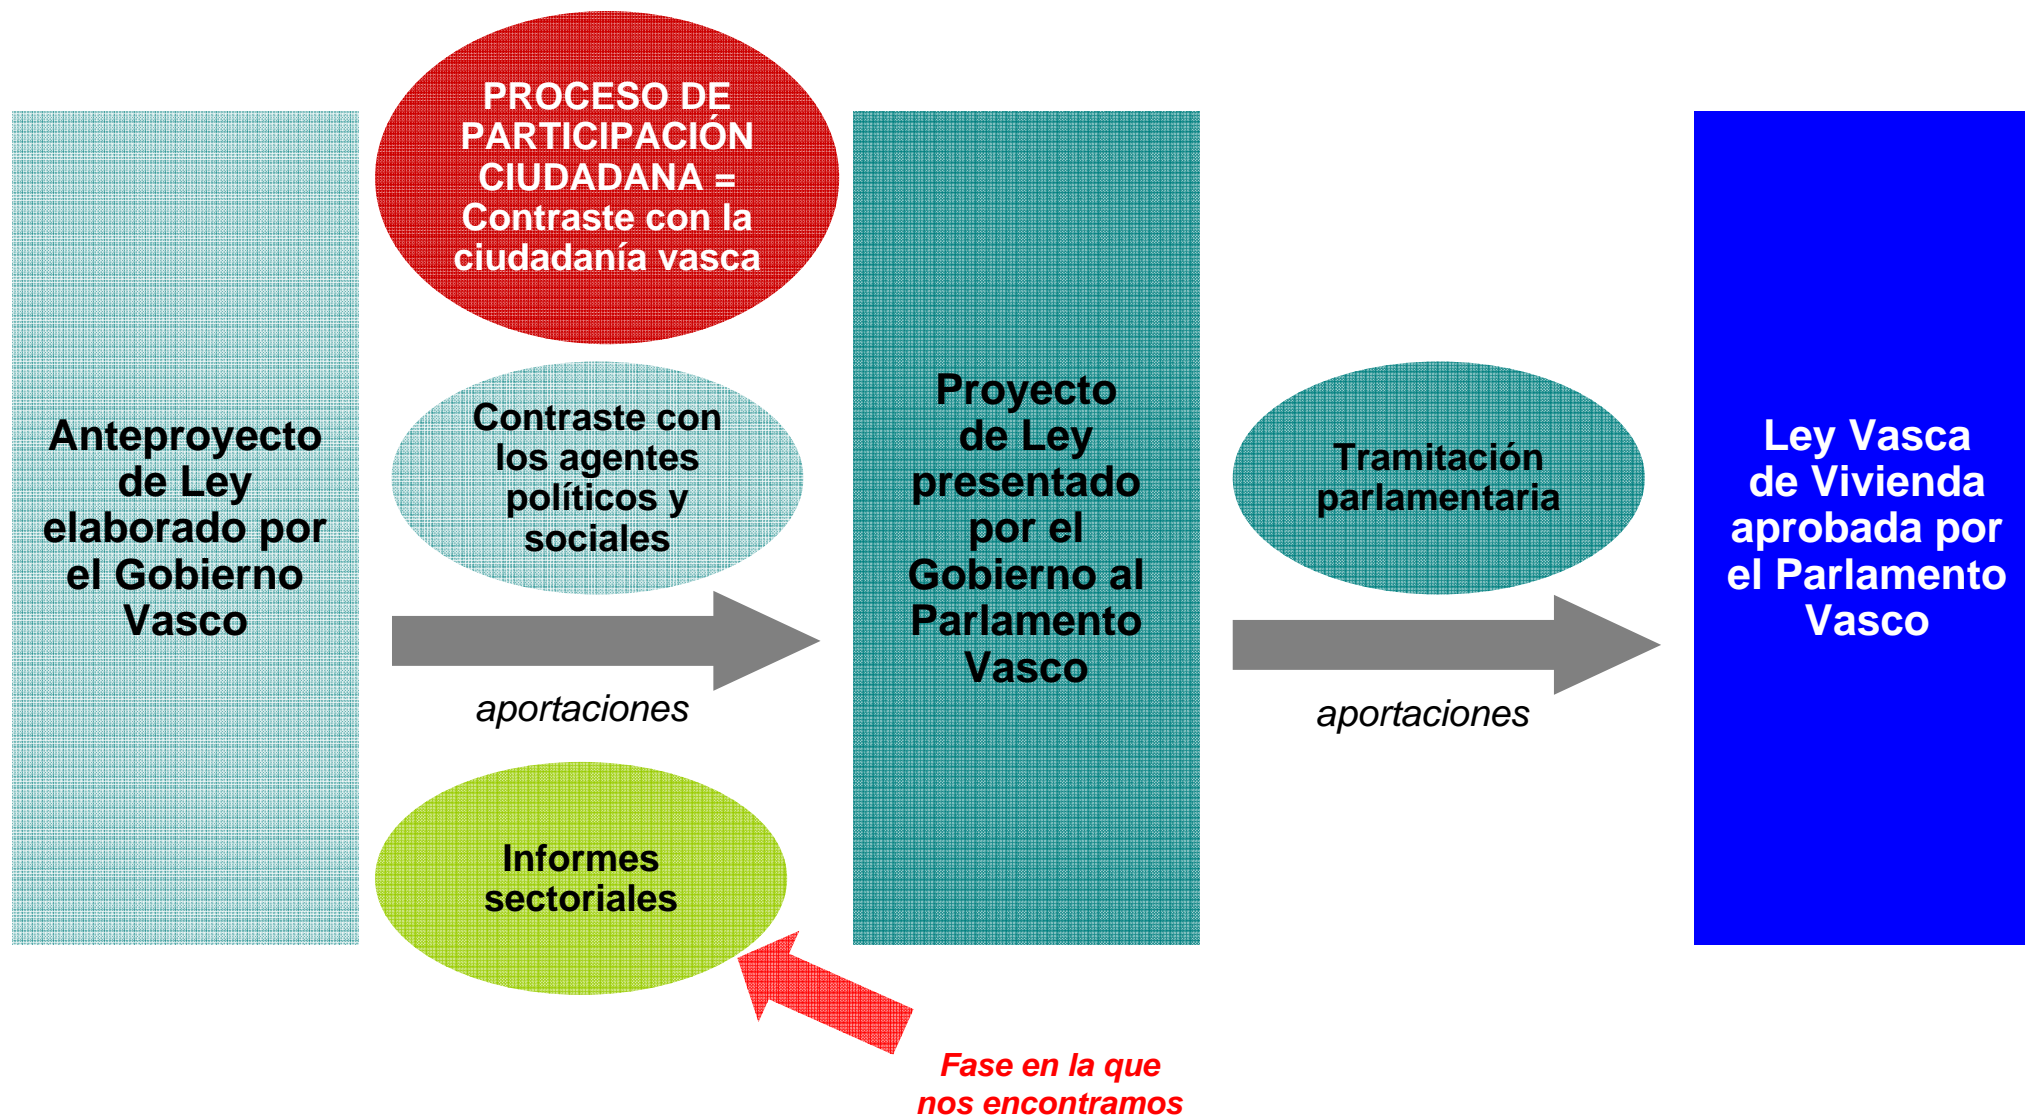 PROCESO DE
PARTICIPACIÓN
CIUDADANA =
Contraste con la
ciudadanía vasca
Anteproyecto
de Ley
elaborado por
el Gobierno
Vasco
Contraste con
los agentes
políticos y
sociales
aportaciones
Informes
sectoriales
Proyecto
de Ley
presentado
por el
Gobierno al
Parlamento
Vasco
Tramitación
parlamentaria
aportaciones
Ley Vasca
de Vivienda
aprobada por
el Parlamento
Vasco
Fase en la que
nos encontramos